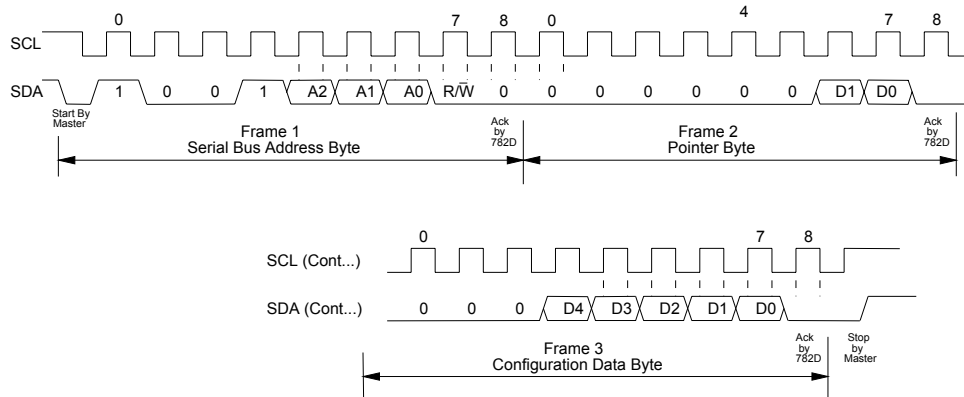 0 7 8 0 4 7 8
SCL
SDA 1 0 0 1 A2 A1 A0 R/W̅ 0 0 0 0 0 0 0 D1 D0
Start By
Master
Ack
by
782D
Ack
by
782D
Frame 1
Serial Bus Address Byte
Frame 2
Pointer Byte
0 7 8
SCL (Cont...)
SDA (Cont...) 0 0 0 D4 D3 D2 D1 D0
Ack
by
782D
Stop
by
Master
Frame 3
Configuration Data Byte